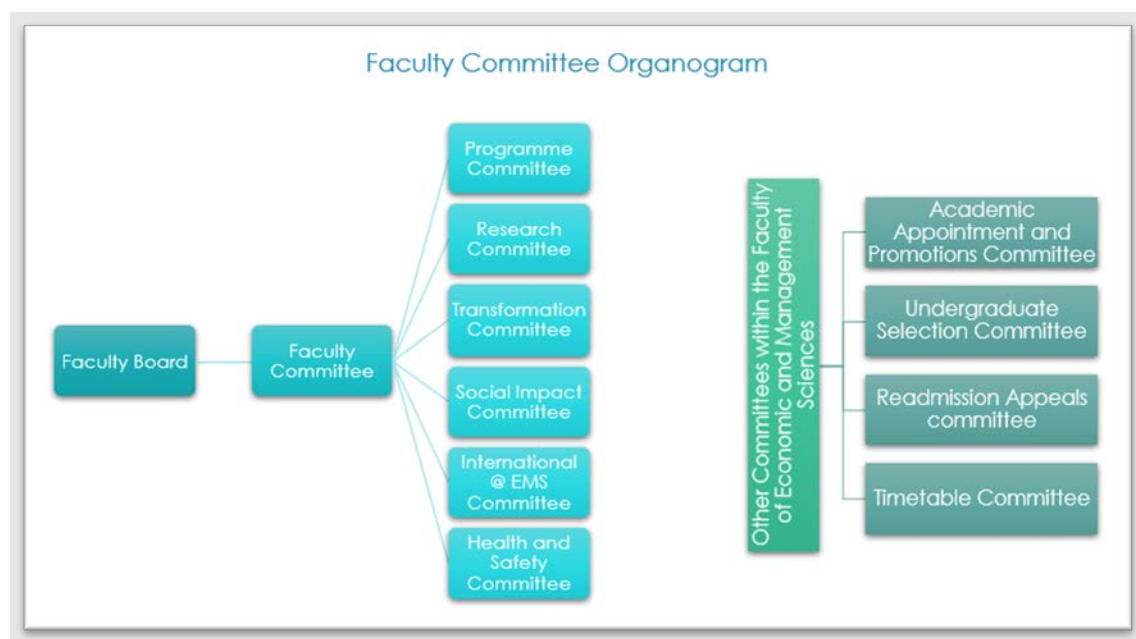 Faculty Committee Organogram
Faculty Board
Faculty
Committee
Programme
Committee
Research
Committee
Transformation
Committee
Social Impact
Committee
International
@ EMS
Committee
Health and
Safety
Committee
Other Committees within the Faculty
of Economic and Management
Sciences
Academic
Appointment and
Promotions Committee
Undergraduate
Selection Committee
Readmission Appeals
committee
Timetable Committee